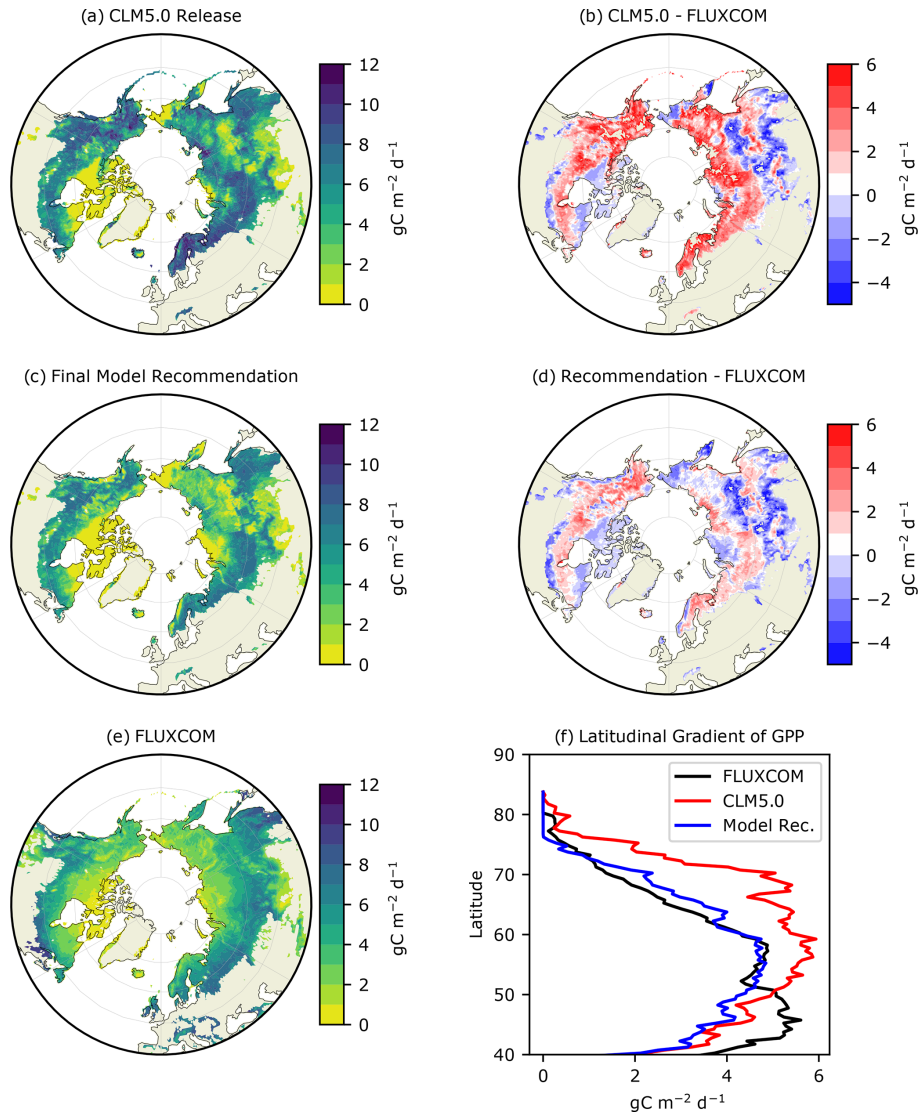 (a) CLM5.0 Release
12
10
8
6
4
2
0
gC m⁻² d⁻¹
(b) CLM5.0 - FLUXCOM
6
4
2
0
−2
−4
gC m⁻² d⁻¹
(c) Final Model Recommendation
12
10
8
6
4
2
0
gC m⁻² d⁻¹
(d) Recommendation - FLUXCOM
6
4
2
0
−2
−4
gC m⁻² d⁻¹
(e) FLUXCOM
12
10
8
6
4
2
0
gC m⁻² d⁻¹
(f) Latitudinal Gradient of GPP
90
80
70
60
50
40
Latitude
FLUXCOM
CLM5.0
Model Rec.
0 2 4 6
gC m⁻² d⁻¹